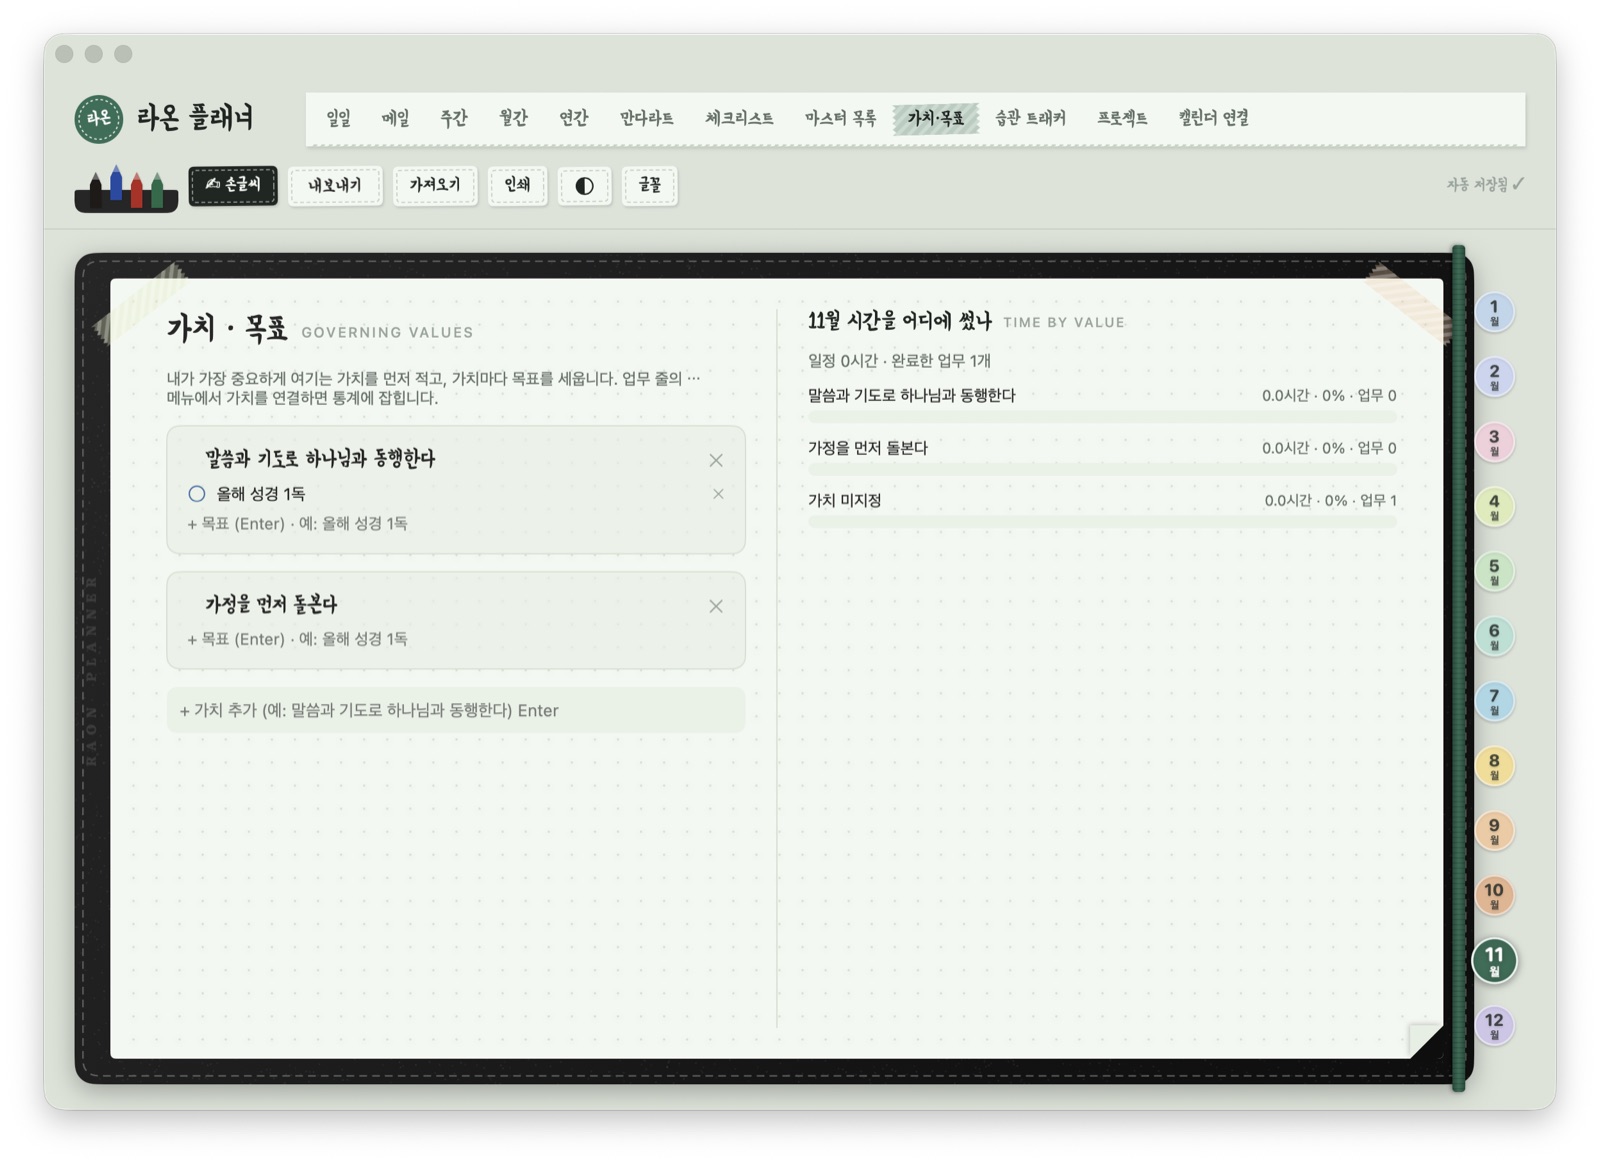 라온 라온 플래너
일일 메일 주간 월간 연간 만다라트 체크리스트 마스터 목록 가치·목표 습관 트래커 프로젝트 캘린더 연결
✍ 손글씨 내보내기 가져오기 인쇄 글꼴
자동 저장됨 ✓
RAON PLANNER
가치 · 목표 GOVERNING VALUES
내가 가장 중요하게 여기는 가치를 먼저 적고, 가치마다 목표를 세웁니다. 업무 줄의 ⋯
메뉴에서 가치를 연결하면 통계에 잡힙니다.
말씀과 기도로 하나님과 동행한다 ×
올해 성경 1독 ×
+ 목표 (Enter) · 예: 올해 성경 1독
가정을 먼저 돌본다 ×
+ 목표 (Enter) · 예: 올해 성경 1독
+ 가치 추가 (예: 말씀과 기도로 하나님과 동행한다) Enter
11월 시간을 어디에 썼나 TIME BY VALUE
일정 0시간 · 완료한 업무 1개
말씀과 기도로 하나님과 동행한다 0.0시간 · 0% · 업무 0
가정을 먼저 돌본다 0.0시간 · 0% · 업무 0
가치 미지정 0.0시간 · 0% · 업무 1
1
월
2
월
3
월
4
월
5
월
6
월
7
월
8
월
9
월
10
월
11
월
12
월